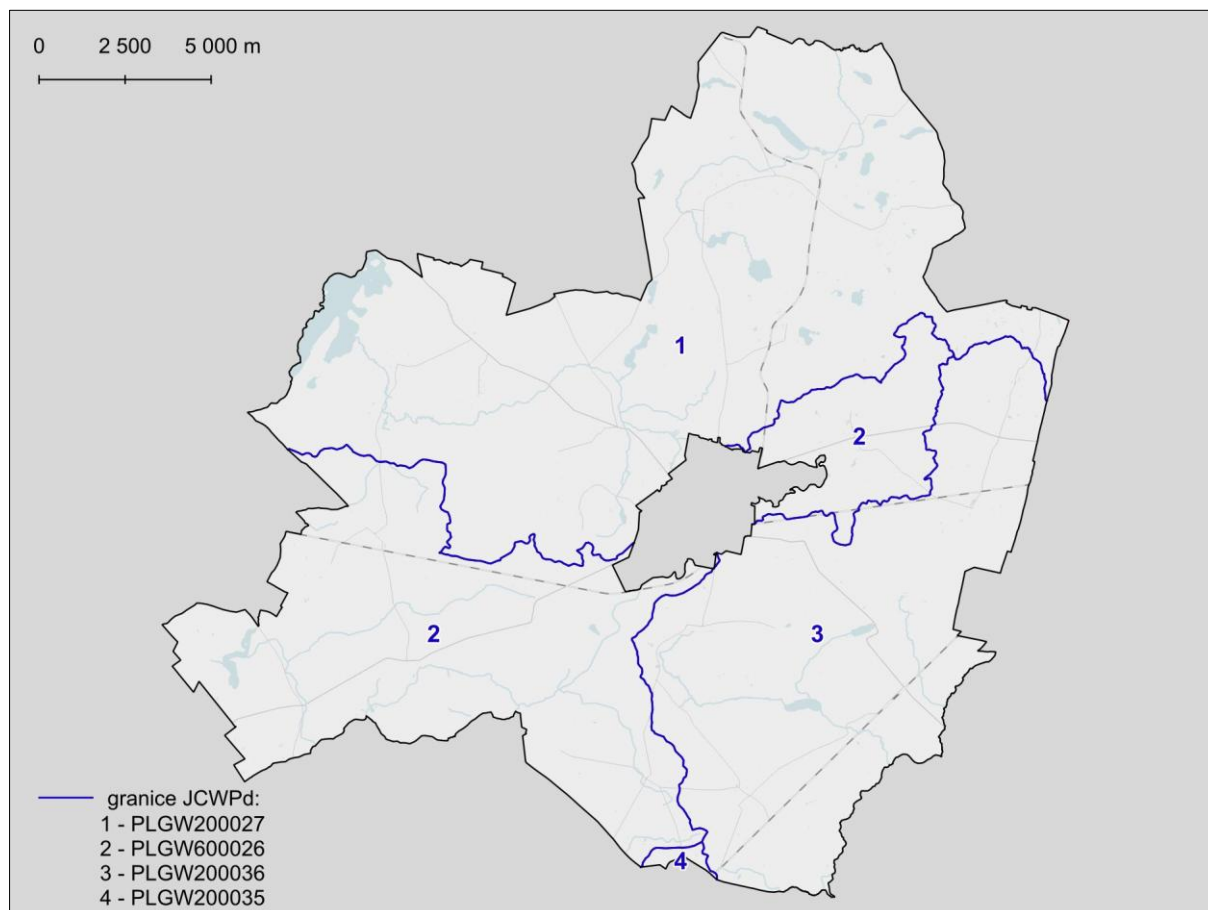 0 2 500 5 000 m
1
2
2
3
4
granice JCWPd:
1 - PLGW200027
2 - PLGW600026
3 - PLGW200036
4 - PLGW200035